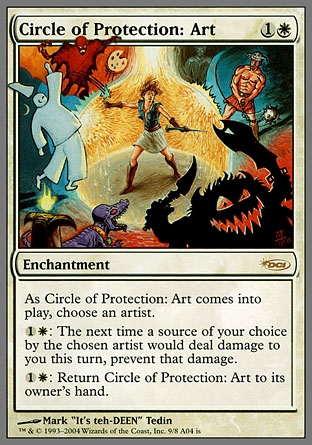 Circle of Protection: Art 1
Enchantment
DCI
As Circle of Protection: Art comes into
play, choose an artist.
1 : The next time a source of your choice
by the chosen artist would deal damage to
you this turn, prevent that damage.
1 : Return Circle of Protection: Art to its
owner's hand.
Mark "It's teh-DEEN" Tedin
™ & © 1993–2004 Wizards of the Coast, Inc. 9/8 A04 is